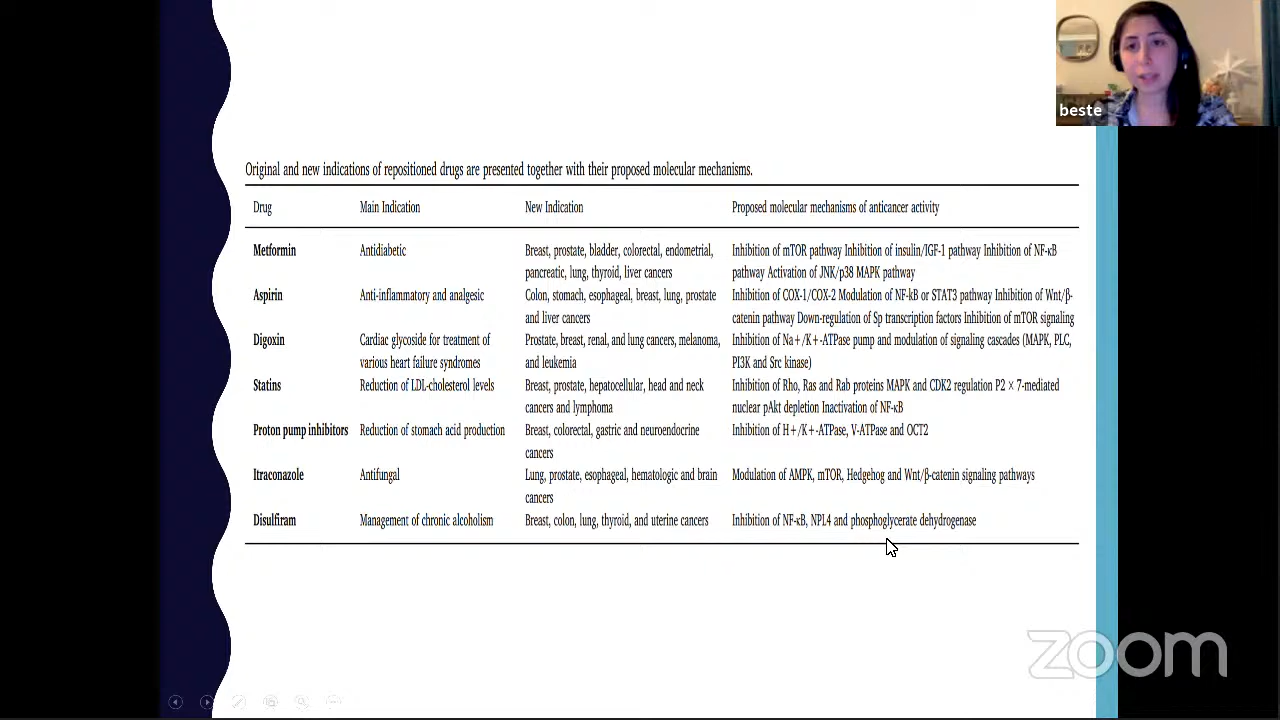 beste
Original and new indications of repositioned drugs are presented together with their proposed molecular mechanisms.
Drug Main Indication New Indication Proposed molecular mechanisms of anticancer activity
Metformin Antidiabetic Breast, prostate, bladder, colorectal, endometrial, Inhibition of mTOR pathway Inhibition of insulin/IGF-1 pathway Inhibition of NF-κB
pancreatic, lung, thyroid, liver cancers pathway Activation of JNK/p38 MAPK pathway
Aspirin Anti-inflammatory and analgesic Colon, stomach, esophageal, breast, lung, prostate Inhibition of COX-1/COX-2 Modulation of NF-kB or STAT3 pathway Inhibition of Wnt/β-
and liver cancers catenin pathway Down-regulation of Sp transcription factors Inhibition of mTOR signaling
Digoxin Cardiac glycoside for treatment of Prostate, breast, renal, and lung cancers, melanoma, Inhibition of Na+/K+-ATPase pump and modulation of signaling cascades (MAPK, PLC,
various heart failure syndromes and leukemia PI3K and Src kinase)
Statins Reduction of LDL-cholesterol levels Breast, prostate, hepatocellular, head and neck Inhibition of Rho, Ras and Rab proteins MAPK and CDK2 regulation P2 × 7-mediated
cancers and lymphoma nuclear pAkt depletion Inactivation of NF-κB
Proton pump inhibitors Reduction of stomach acid production Breast, colorectal, gastric and neuroendocrine Inhibition of H+/K+-ATPase, V-ATPase and OCT2
cancers
Itraconazole Antifungal Lung, prostate, esophageal, hematologic and brain Modulation of AMPK, mTOR, Hedgehog and Wnt/β-catenin signaling pathways
cancers
Disulfiram Management of chronic alcoholism Breast, colon, lung, thyroid, and uterine cancers Inhibition of NF-κB, NPL4 and phosphoglycerate dehydrogenase
zoom